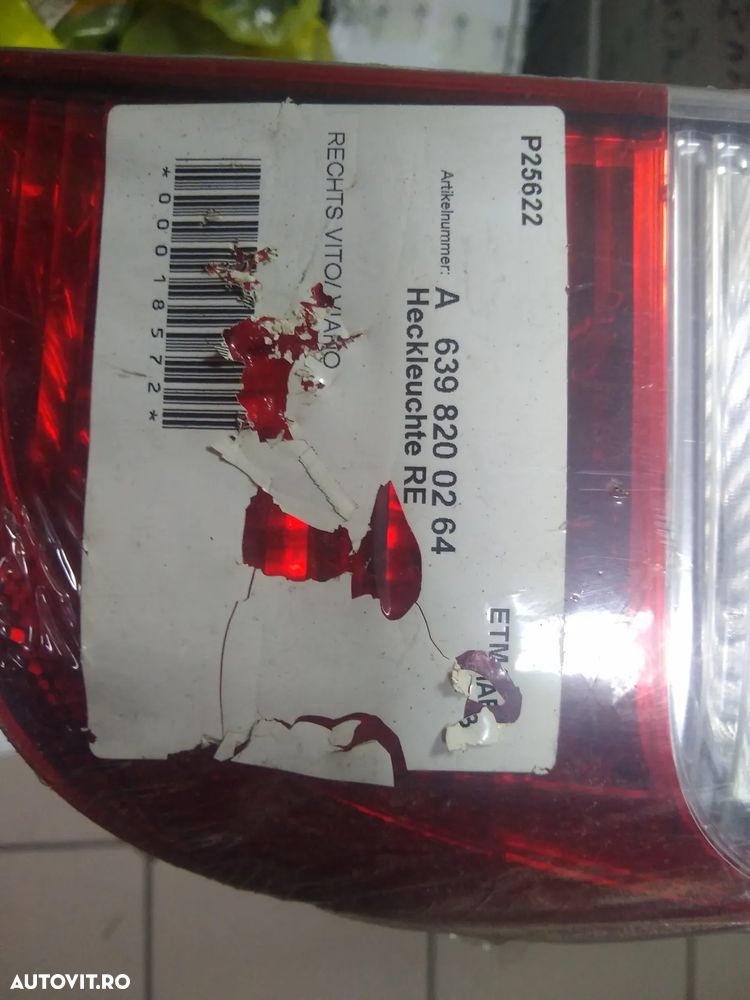 P25622
Artikelnummer: A 639 820 02 64
Heckleuchte RE
RECHTS VITO/
*00018572*
AUTOVIT.RO